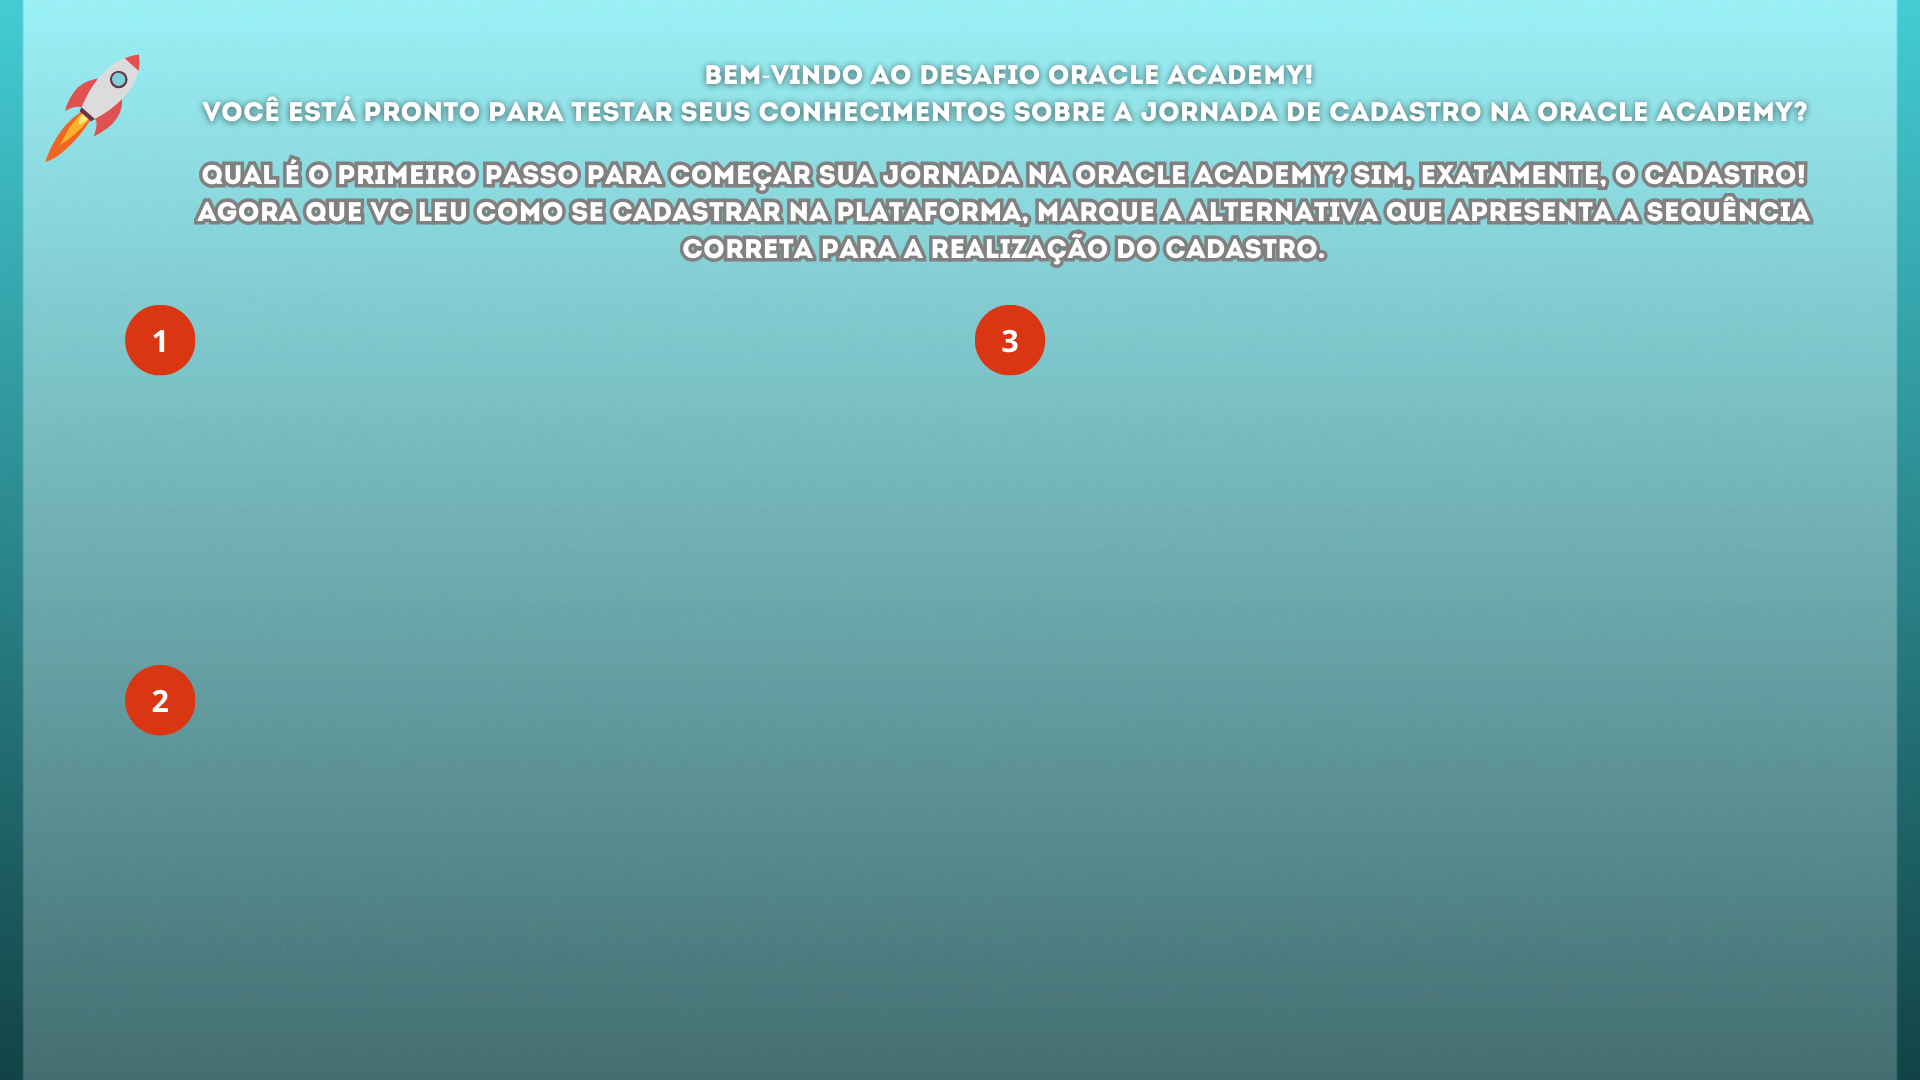 BEM-VINDO AO DESAFIO ORACLE ACADEMY!
VOCÊ ESTÁ PRONTO PARA TESTAR SEUS CONHECIMENTOS SOBRE A JORNADA DE CADASTRO NA ORACLE ACADEMY?
QUAL É O PRIMEIRO PASSO PARA COMEÇAR SUA JORNADA NA ORACLE ACADEMY? SIM, EXATAMENTE, O CADASTRO!
AGORA QUE VC LEU COMO SE CADASTRAR NA PLATAFORMA, MARQUE A ALTERNATIVA QUE APRESENTA A SEQUÊNCIA
CORRETA PARA A REALIZAÇÃO DO CADASTRO.
1
2
3